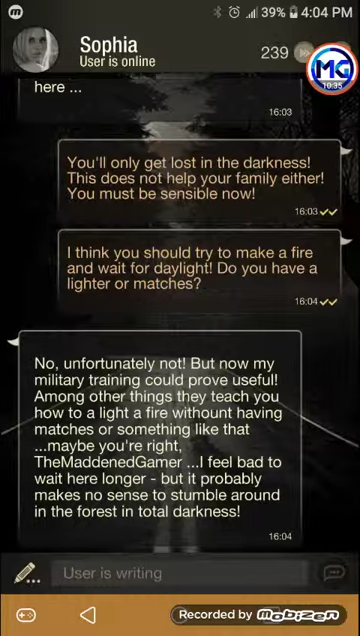 39% 4:04 PM
Sophia
User is online
239
MG
10:35
here ...
16:03
You'll only get lost in the darkness!
This does not help your family either!
You must be sensible now!
16:03
I think you should try to make a fire
and wait for daylight! Do you have a
lighter or matches?
16:04
No, unfortunately not! But now my
military training could prove useful!
Among other things they teach you
how to a light a fire withount having
matches or something like that
...maybe you're right,
TheMaddenedGamer ...I feel bad to
wait here longer - but it probably
makes no sense to stumble around
in the forest in total darkness!
16:04
User is writing
Recorded by mobizen